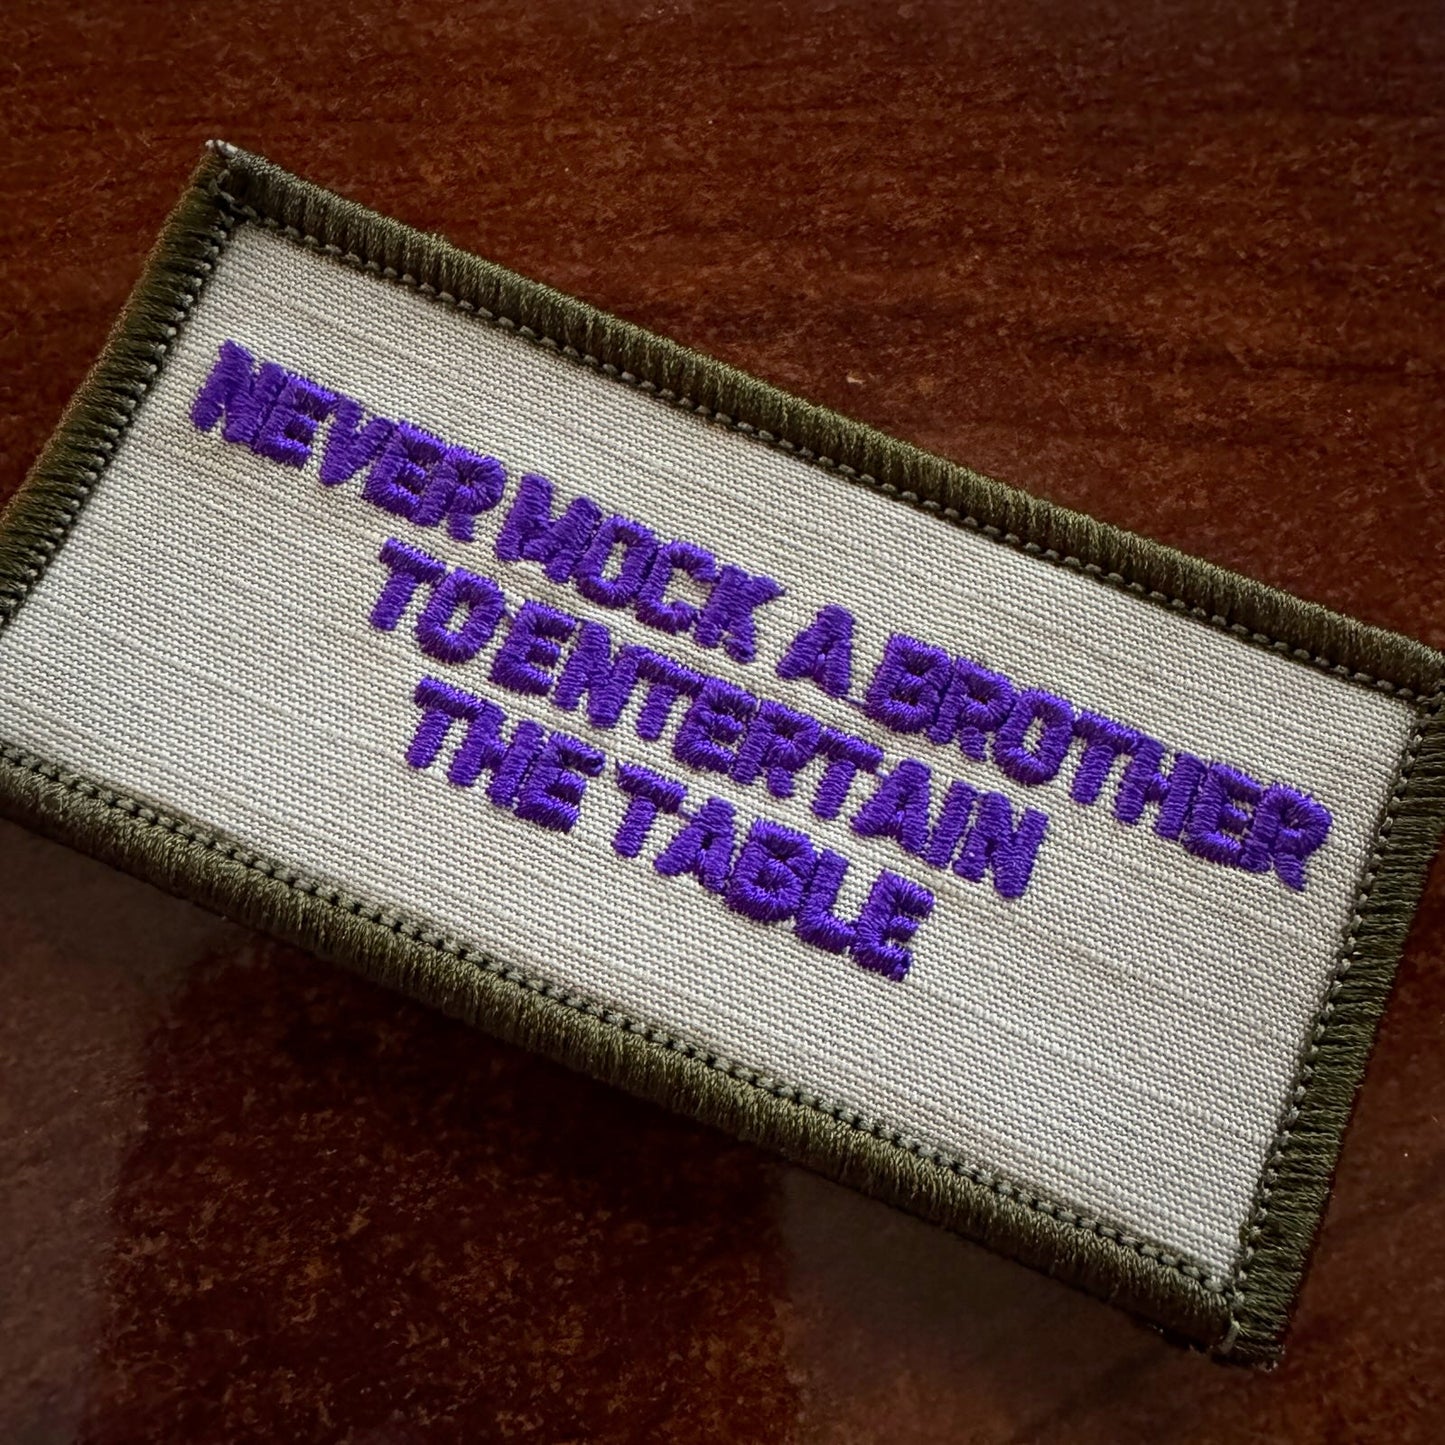 NEVER MOCK A BROTHER
TO ENTERTAIN
THE TABLE